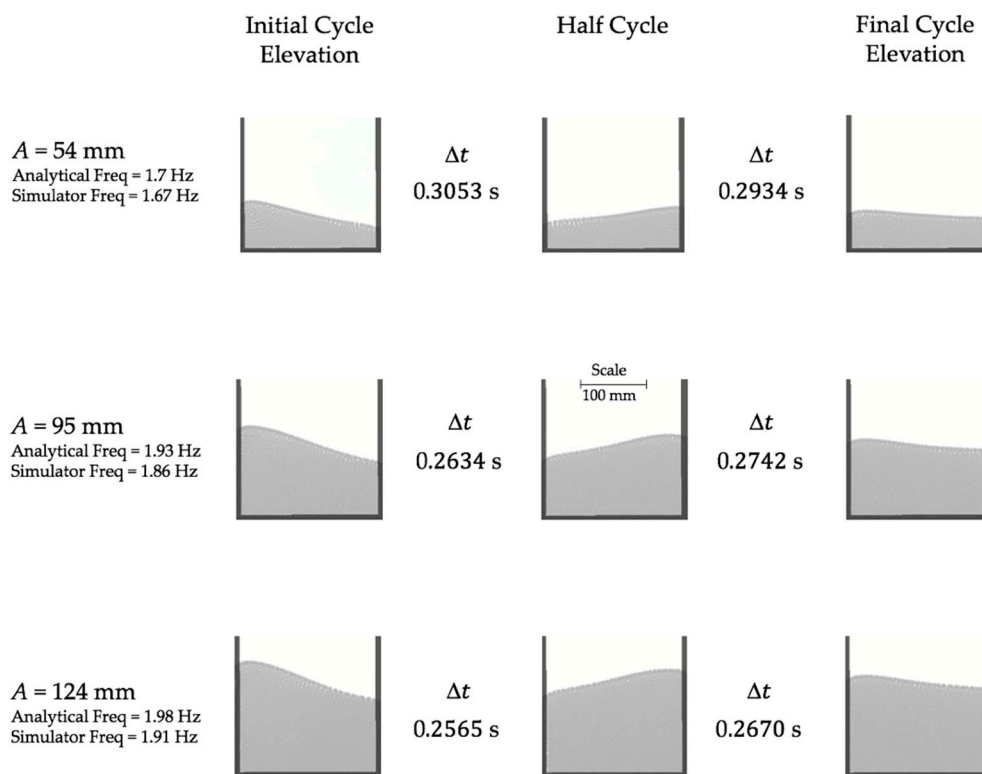 Initial Cycle
Elevation
Half Cycle
Final Cycle
Elevation
A = 54 mm
Analytical Freq = 1.7 Hz
Simulator Freq = 1.67 Hz
Δt
0.3053 s
Δt
0.2934 s
A = 95 mm
Analytical Freq = 1.93 Hz
Simulator Freq = 1.86 Hz
Δt
0.2634 s
Scale
100 mm
Δt
0.2742 s
A = 124 mm
Analytical Freq = 1.98 Hz
Simulator Freq = 1.91 Hz
Δt
0.2565 s
Δt
0.2670 s